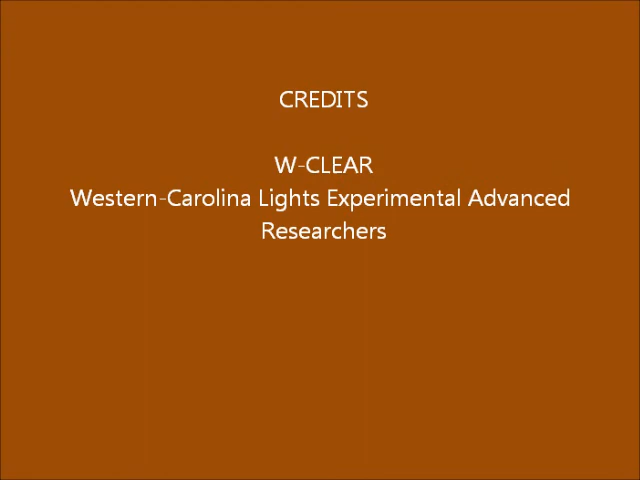 CREDITS
W-CLEAR
Western-Carolina Lights Experimental Advanced
Researchers